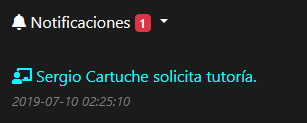 Notificaciones 1
Sergio Cartuche solicita tutoría.
2019-07-10 02:25:10